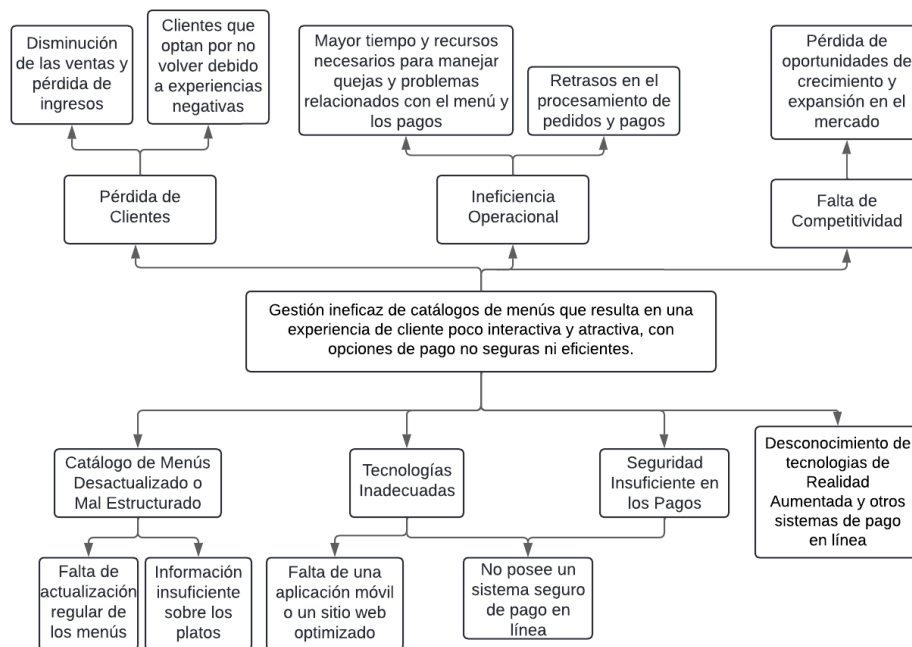 Disminución
de las ventas y
pérdida de
ingresos
Clientes que
optan por no
volver debido
a experiencias
negativas
Mayor tiempo y recursos
necesarios para manejar
quejas y problemas
relacionados con el menú y
los pagos
Retrasos en el
procesamiento de
pedidos y pagos
Pérdida de
oportunidades de
crecimiento y
expansión en el
mercado
Pérdida de
Clientes
Ineficiencia
Operacional
Falta de
Competitividad
Gestión ineficaz de catálogos de menús que resulta en una
experiencia de cliente poco interactiva y atractiva, con
opciones de pago no seguras ni eficientes.
Catálogo de Menús
Desactualizado o
Mal Estructurado
Tecnologías
Inadecuadas
Seguridad
Insuficiente en
los Pagos
Desconocimiento de
tecnologias de
Realidad
Aumentada y otros
sistemas de pago
en línea
Falta de
actualización
regular de
los menús
Información
insuficiente
sobre los
platos
Falta de una
aplicación móvil
o un sitio web
optimizado
No posee un
sistema seguro
de pago en
línea